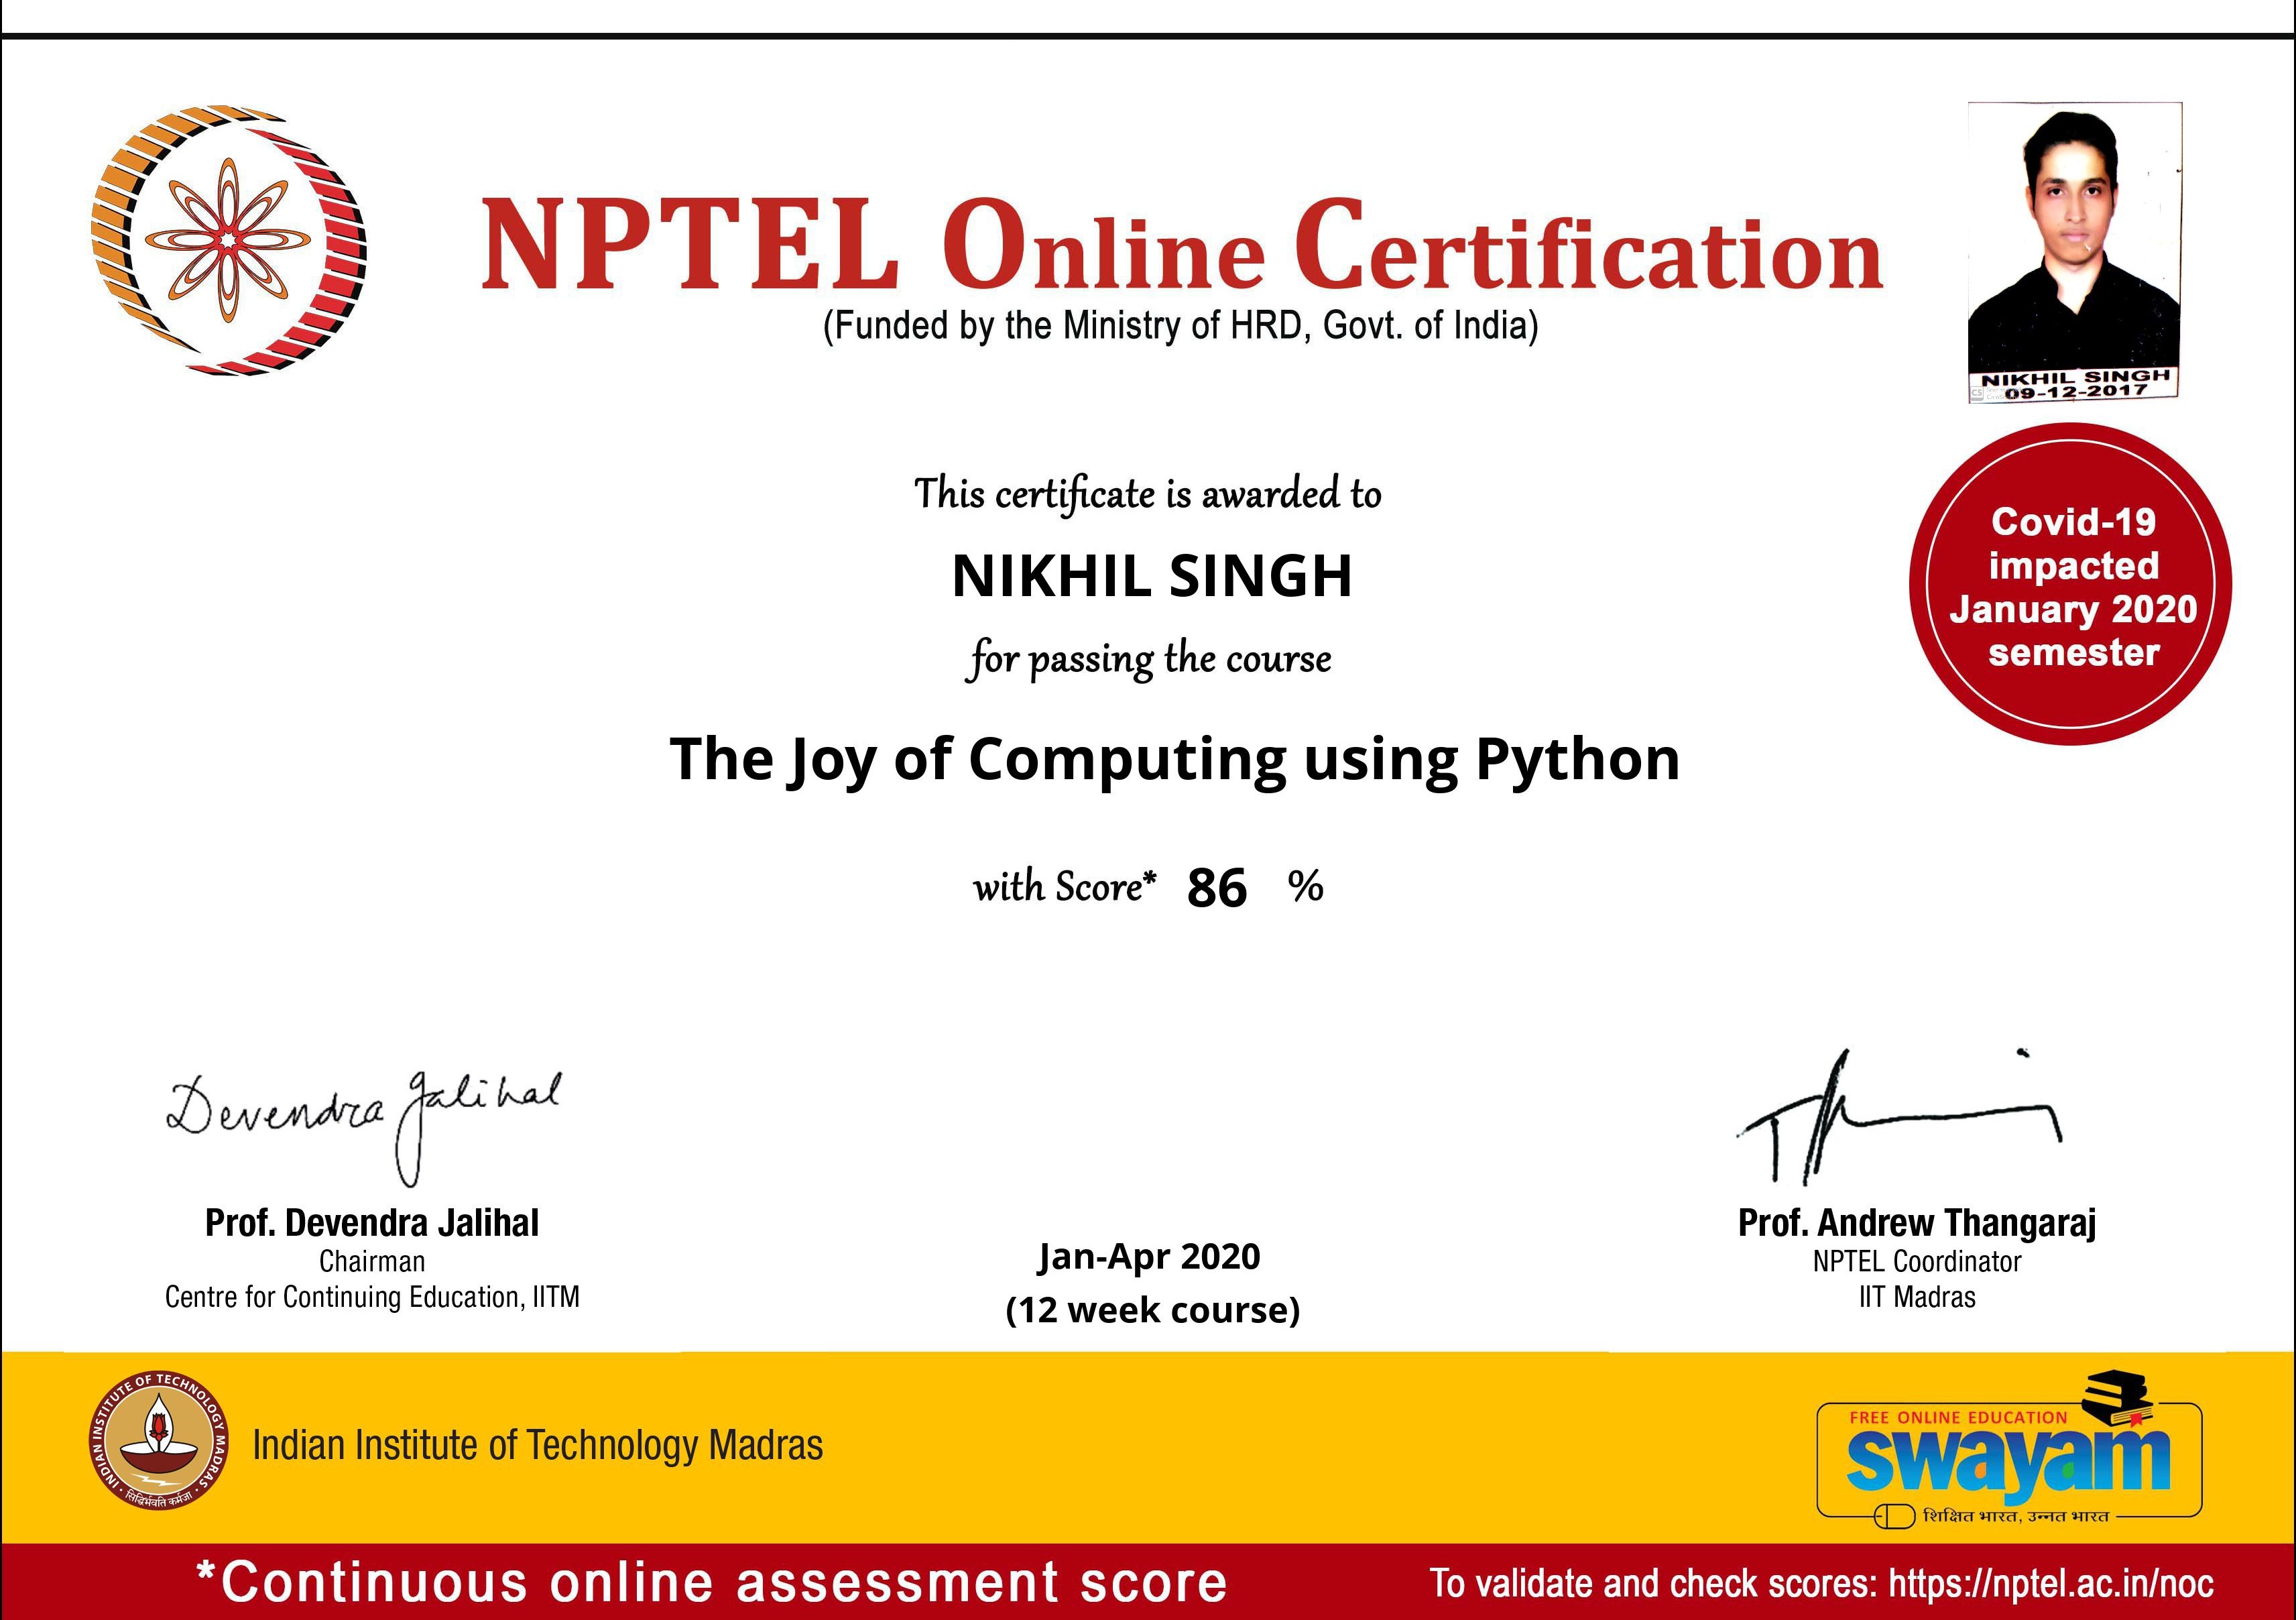 NPTEL Online Certification
(Funded by the Ministry of HRD, Govt. of India)
NIKHIL SINGH
09-12-2017
CS
This certificate is awarded to
NIKHIL SINGH
for passing the course
The Joy of Computing using Python
with Score* 86 %
Covid-19
impacted
January 2020
semester
Devendra Jalihal
Prof. Devendra Jalihal
Chairman
Centre for Continuing Education, IITM
Jan-Apr 2020
(12 week course)
Prof. Andrew Thangaraj
NPTEL Coordinator
IIT Madras
INDIAN INSTITUTE OF TECHNOLOGY MADRAS
सिद्धिर्भवति कर्मजा
Indian Institute of Technology Madras
FREE ONLINE EDUCATION
swayam
शिक्षित भारत, उन्नत भारत
*Continuous online assessment score
To validate and check scores: https://nptel.ac.in/noc